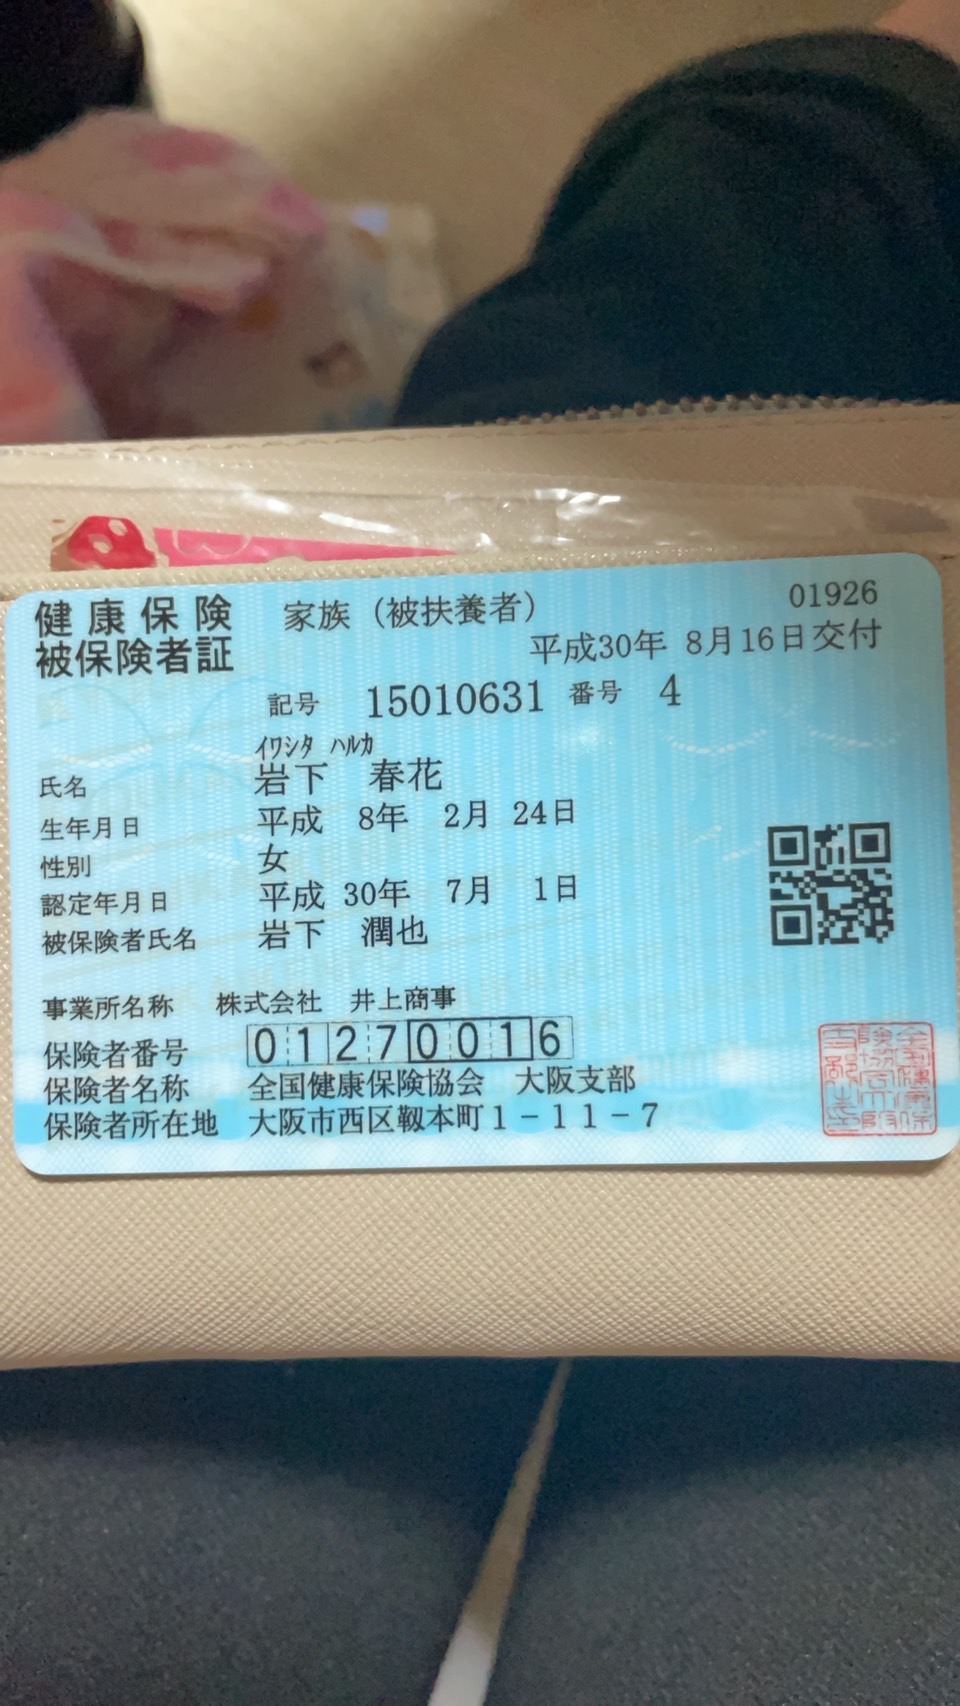 健康保険 家族（被扶養者） 01926
被保険者証 平成30年 8月16日交付
記号 15010631 番号 4
ｲﾜｼﾀ ﾊﾙｶ
氏名 岩下 春花
生年月日 平成 8年 2月 24日
性別 女
認定年月日 平成 30年 7月 1日
被保険者氏名 岩下 潤也
事業所名称 株式会社 井上商事
保険者番号 01270016
保険者名称 全国健康保険協会 大阪支部
保険者所在地 大阪市西区靱本町1－11－7